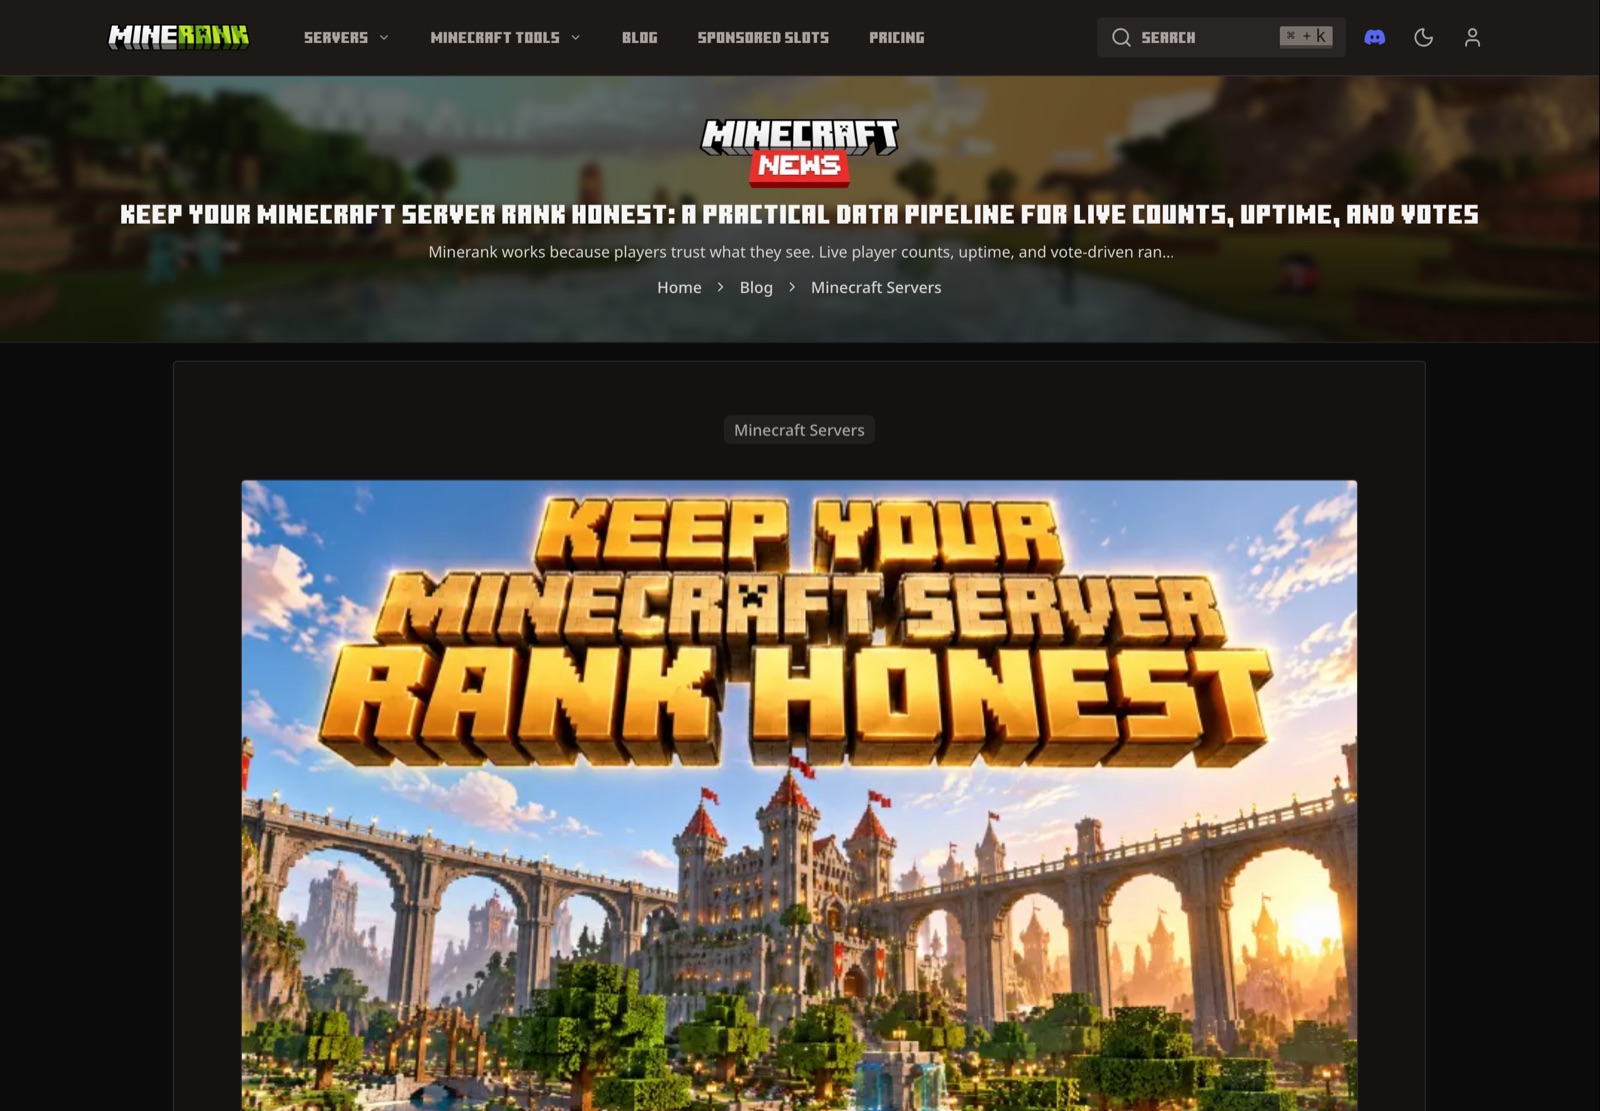 MINERANK
SERVERS
MINECRAFT TOOLS
BLOG
SPONSORED SLOTS
PRICING
SEARCH
⌘ + k
MINECRAFT
NEWS
KEEP YOUR MINECRAFT SERVER RANK HONEST: A PRACTICAL DATA PIPELINE FOR LIVE COUNTS, UPTIME, AND VOTES
Minerank works because players trust what they see. Live player counts, uptime, and vote-driven ran...
Home > Blog > Minecraft Servers
Minecraft Servers
KEEP YOUR
MINECRAFT SERVER
RANK HONEST